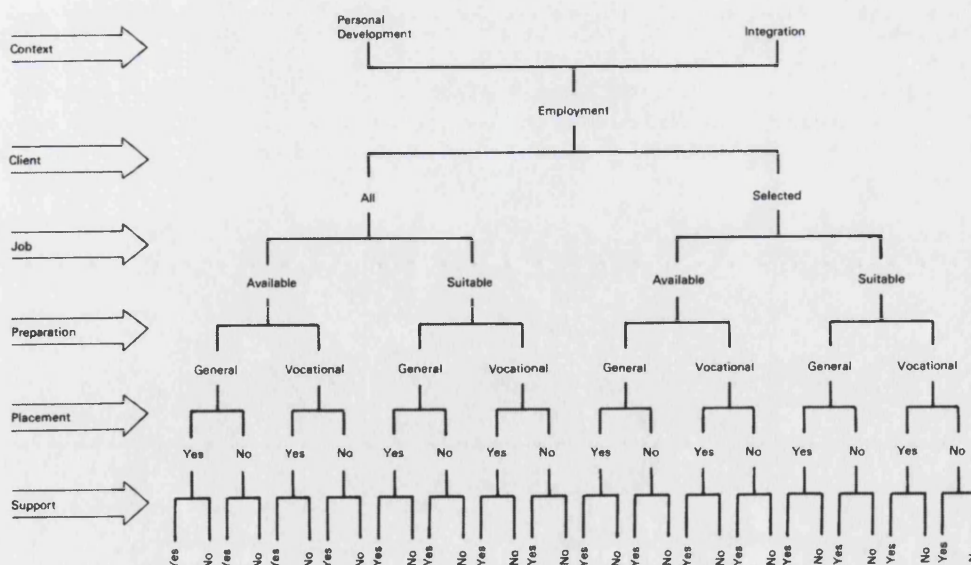 Personal
Development
Integration
Context
Employment
Client
All
Selected
Job
Available
Suitable
Available
Suitable
Preparation
General
Vocational
General
Vocational
General
Vocational
General
Vocational
Placement
Yes
No
Yes
No
Yes
No
Yes
No
Yes
No
Yes
No
Yes
No
Yes
No
Support
Yes
No
Yes
No
Yes
No
Yes
No
Yes
No
Yes
No
Yes
No
Yes
No
Yes
No
Yes
No
Yes
No
Yes
No
Yes
No
Yes
No
Yes
No
Yes